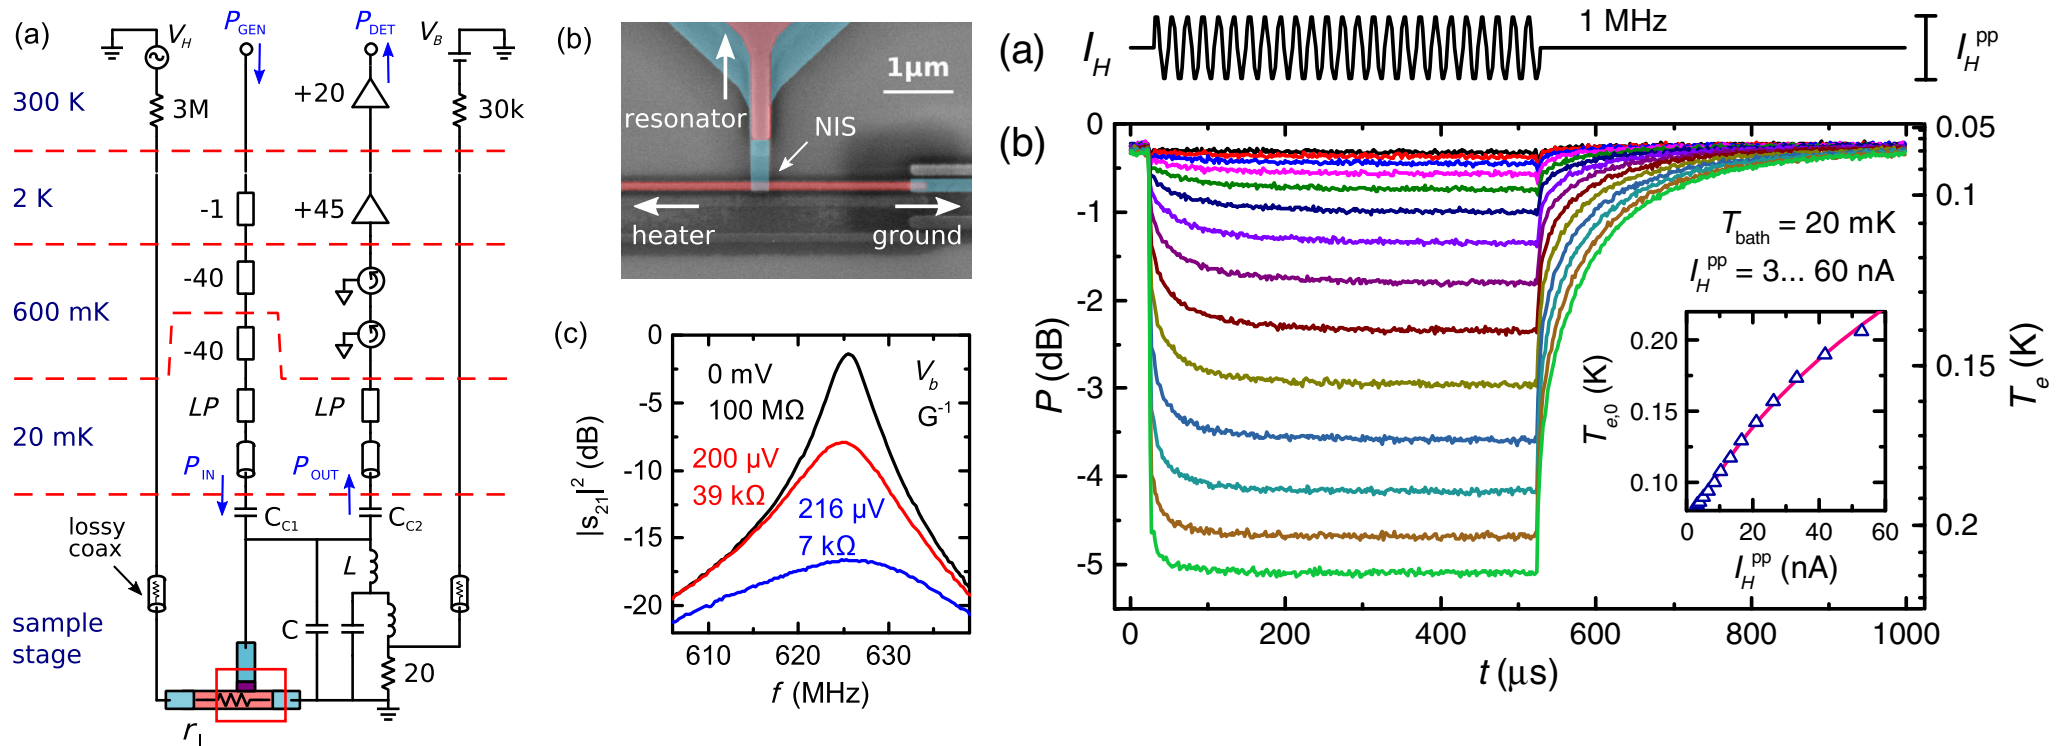 (a)
V_H
P_GEN
P_DET
V_B
300 K
3M
+20
30k
2 K
-1
+45
600 mK
-40
-40
20 mK
LP
LP
P_IN
P_OUT
C_C1
C_C2
lossy
coax
L
C
sample
stage
20
(b)
1µm
resonator
NIS
heater
ground
(c)
0
-5
-10
-15
-20
|s_21|^2 (dB)
0 mV
100 MΩ
V_b
G^-1
200 µV
39 kΩ
216 µV
7 kΩ
610
620
630
f (MHz)
(a)
I_H
1 MHz
I_H^pp
(b)
0
-1
-2
-3
-4
-5
P (dB)
0.05
0.1
0.15
0.2
T_e (K)
T_bath = 20 mK
I_H^pp = 3... 60 nA
0.20
0.15
0.10
T_e,0 (K)
0
20
40
60
I_H^pp (nA)
0
200
400
600
800
1000
t (µs)